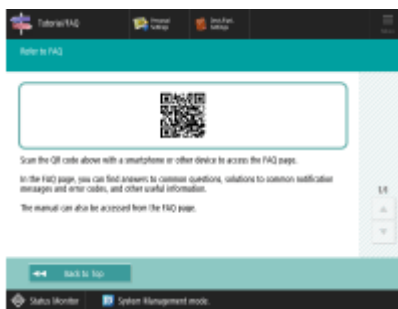 Tutorial/FAQ
Personal Settings
Dest./Fwd. Settings
Menu
Refer to FAQ
Scan the QR code above with a smartphone or other device to access the FAQ page.
In the FAQ page, you can find answers to common questions, solutions to common notification
messages and error codes, and other useful information.
The manual can also be accessed from the FAQ page.
1/1
Back to Top
Status Monitor
System Management mode.